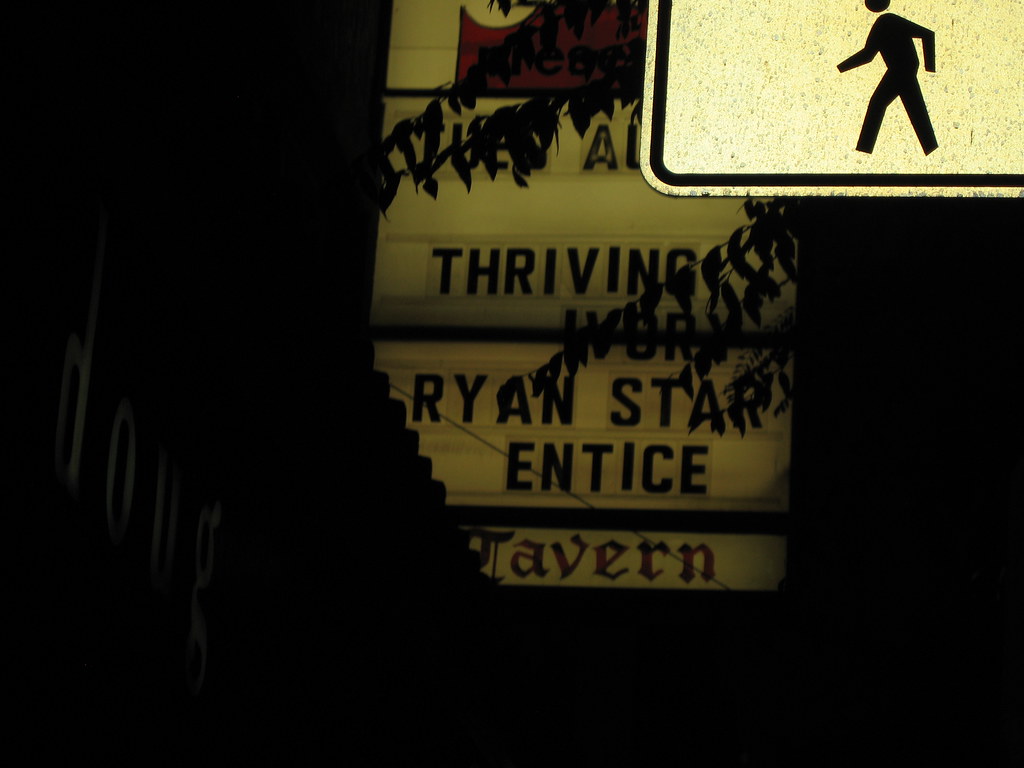 THRIVING
IVORY
RYAN STAR
ENTICE
Tavern
doug